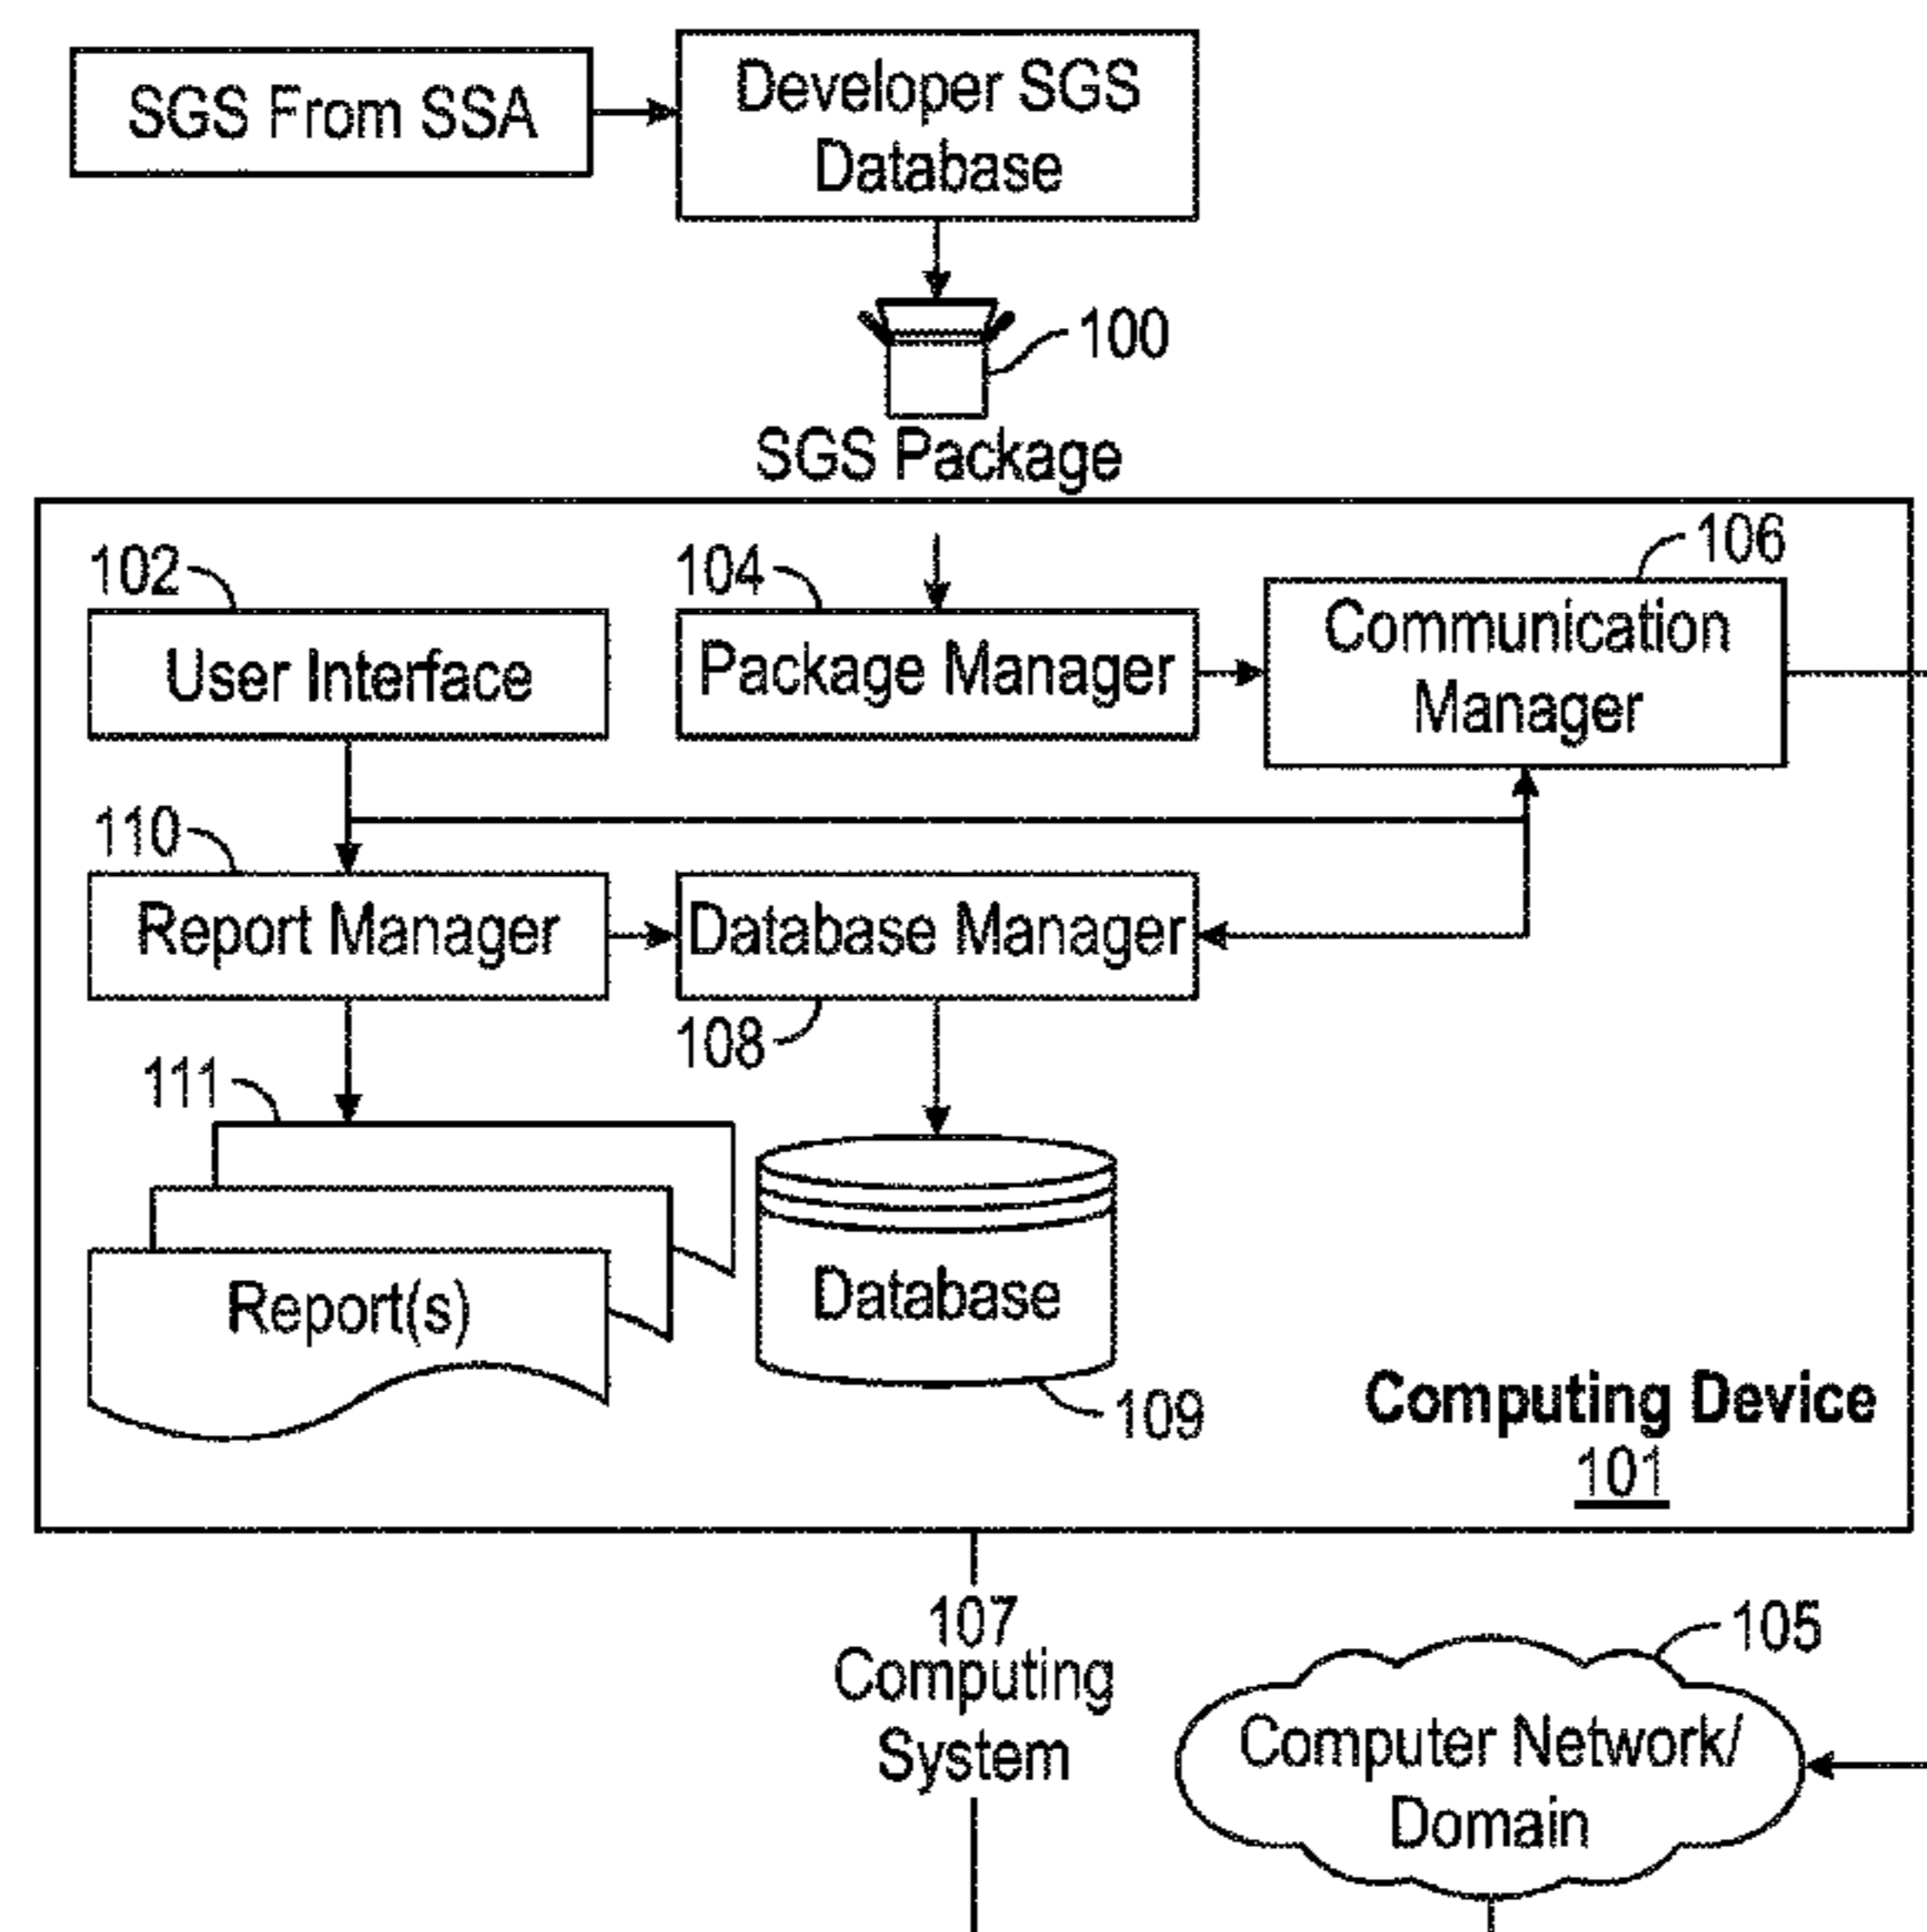 SGS From SSA
Developer SGS
Database
100
SGS Package
102
104
106
User Interface
Package Manager
Communication
Manager
110
Report Manager
Database Manager
108
111
Report(s)
Database
109
Computing Device
101
107
Computing
System
105
Computer Network/
Domain